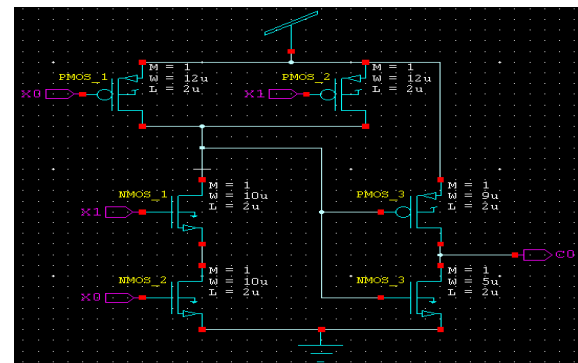 PMOS_1
M = 1
W = 12u
L = 2u
X0
PMOS_2
M = 1
W = 12u
L = 2u
X1
NMOS_1
M = 1
W = 10u
L = 2u
X1
PMOS_3
M = 1
W = 9u
L = 2u
C0
NMOS_2
M = 1
W = 10u
L = 2u
X0
NMOS_3
M = 1
W = 5u
L = 2u